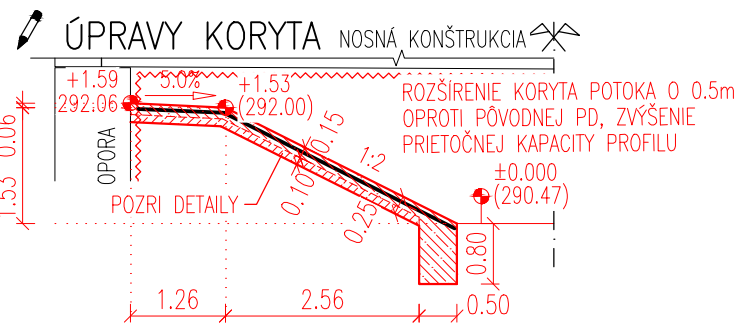 ÚPRAVY KORYTA
NOSNÁ KONŠTRUKCIA
+1.59
292.06
5.0%
+1.53
(292.00)
ROZŠÍRENIE KORYTA POTOKA O 0.5m
OPROTI PÔVODNEJ PD, ZVÝŠENIE
PRIETOČNEJ KAPACITY PROFILU
±0.000
(290.47)
0.06
1.53
OPORA
POZRI DETAILY
0.15
0.10
1:2
0.25
0.80
1.26
2.56
0.50